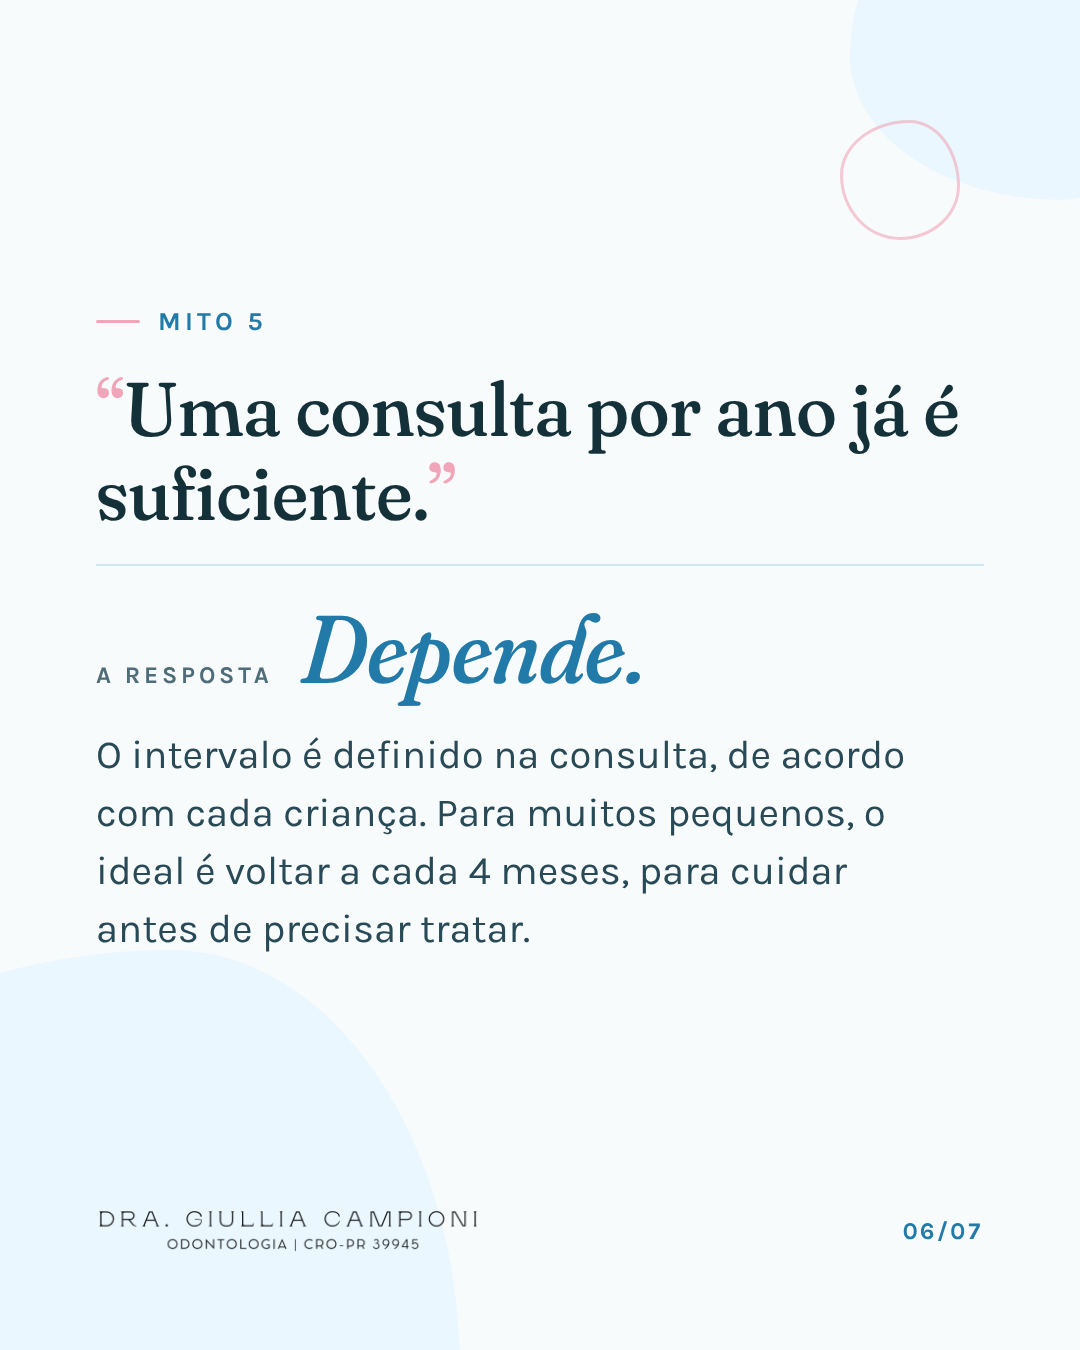 MITO 5
“Uma consulta por ano já é
suficiente.”
A RESPOSTA Depende.
O intervalo é definido na consulta, de acordo
com cada criança. Para muitos pequenos, o
ideal é voltar a cada 4 meses, para cuidar
antes de precisar tratar.
DRA. GIULLIA CAMPIONI
ODONTOLOGIA | CRO-PR 39945
06/07